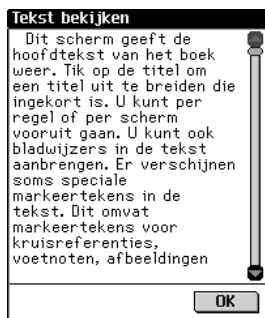 Tekst bekijken
Dit scherm geeft de
hoofdtekst van het boek
weer. Tik op de titel om
een titel uit te breiden die
ingekort is. U kunt per
regel of per scherm
vooruit gaan. U kunt ook
bladwijzers in de tekst
aanbrengen. Er verschijnen
soms speciale
markeertekens in de
tekst. Dit omvat
markeertekens voor
kruisreferenties,
voetnoten, afbeeldingen
OK